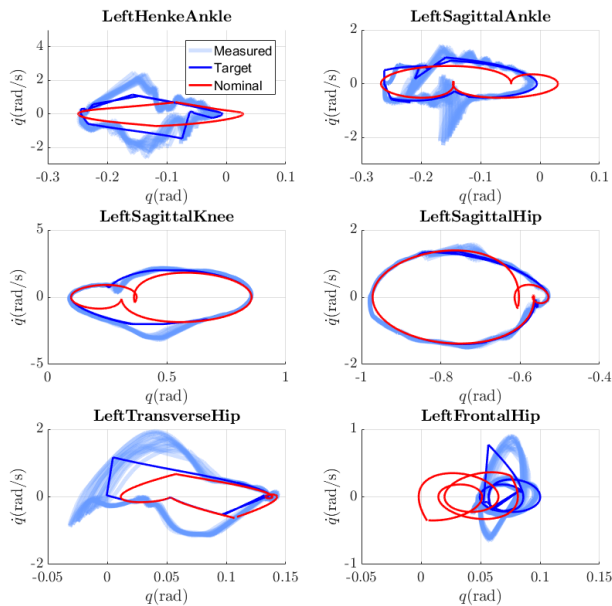 LeftHenkeAnkle
LeftSagittalAnkle
Measured
Target
Nominal
q̇(rad/s)
4
2
0
-2
-0.3
-0.2
-0.1
0
0.1
q(rad)
q̇(rad/s)
2
0
-2
-0.3
-0.2
-0.1
0
0.1
q(rad)
LeftSagittalKnee
LeftSagittalHip
q̇(rad/s)
5
0
-5
0
0.5
1
q(rad)
q̇(rad/s)
2
0
-2
-1
-0.8
-0.6
-0.4
q(rad)
LeftTransverseHip
LeftFrontalHip
q̇(rad/s)
2
0
-2
-0.05
0
0.05
0.1
0.15
q(rad)
q̇(rad/s)
1
0
-1
-0.05
0
0.05
0.1
0.15
q(rad)